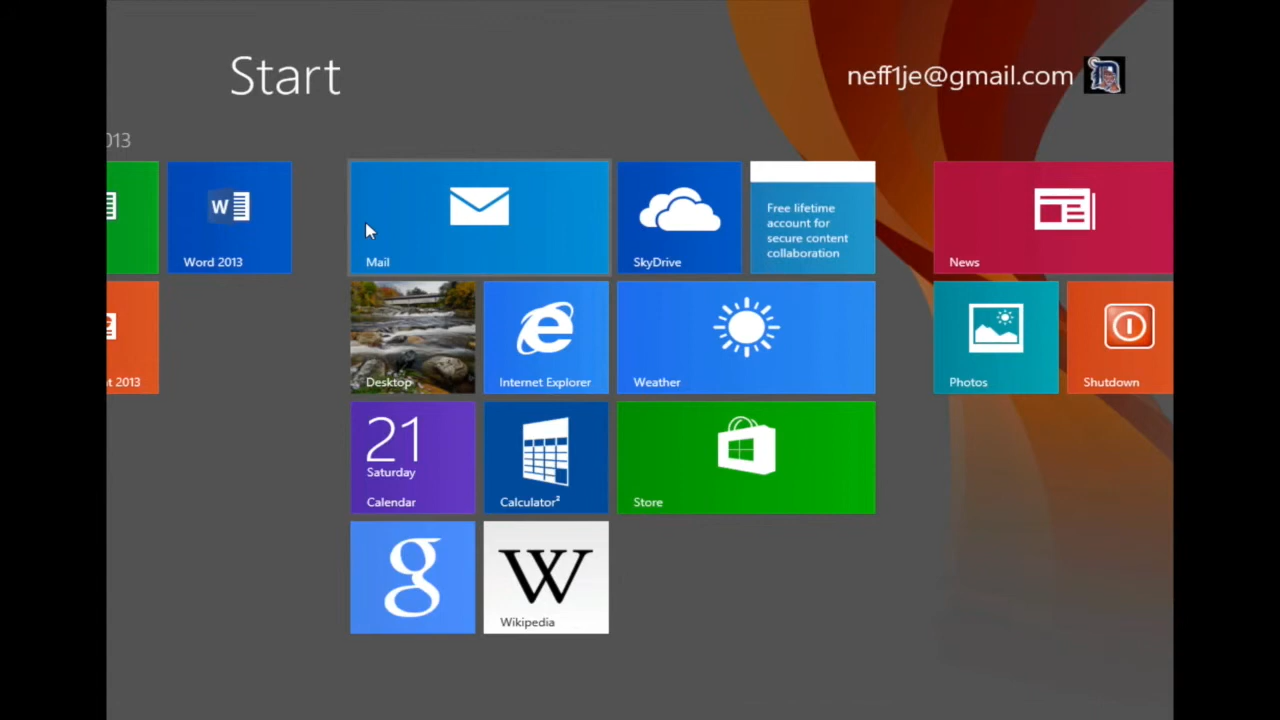 Start
neff1je@gmail.com
013
W
Word 2013
Mail
SkyDrive
Free lifetime
account for
secure content
collaboration
News
t 2013
Desktop
Internet Explorer
Weather
Photos
Shutdown
21
Saturday
Calendar
Calculator²
Store
g
W
Wikipedia